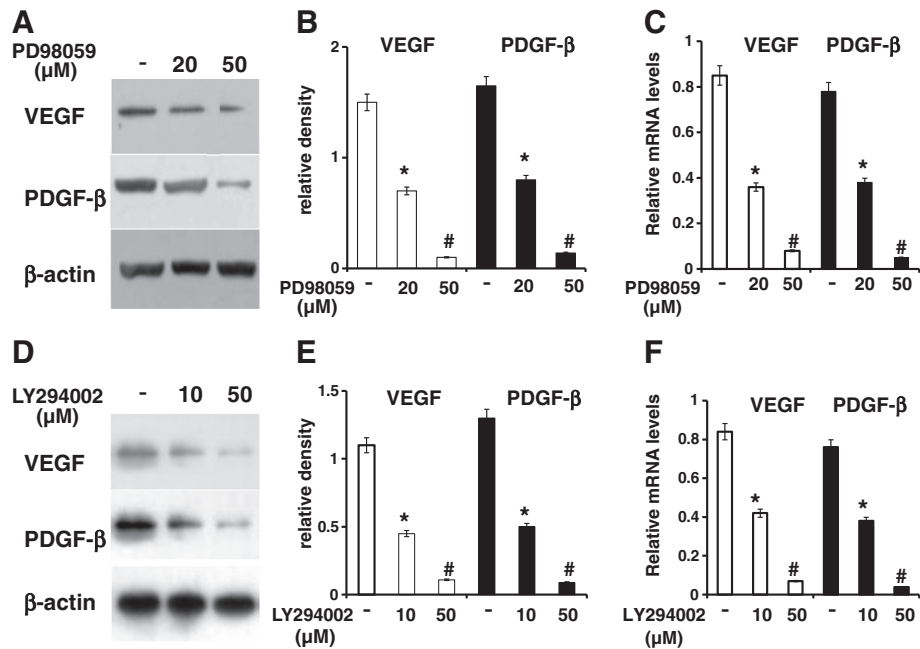 A
PD98059
(μM)
- 20 50
VEGF
PDGF-β
β-actin
B
VEGF PDGF-β
relative density
2
1
0
* # * #
PD98059
(μM)
- 20 50 - 20 50
C
VEGF PDGF-β
Relative mRNA levels
1
0.8
0.6
0.4
0.2
0
* # * #
PD98059
(μM)
- 20 50 - 20 50
D
LY294002
(μM)
- 10 50
VEGF
PDGF-β
β-actin
E
VEGF PDGF-β
relative density
1.5
1
0.5
0
* # * #
LY294002
(μM)
- 10 50 - 10 50
F
VEGF PDGF-β
Relative mRNA levels
1
0.8
0.6
0.4
0.2
0
* # * #
LY294002
(μM)
- 10 50 - 10 50